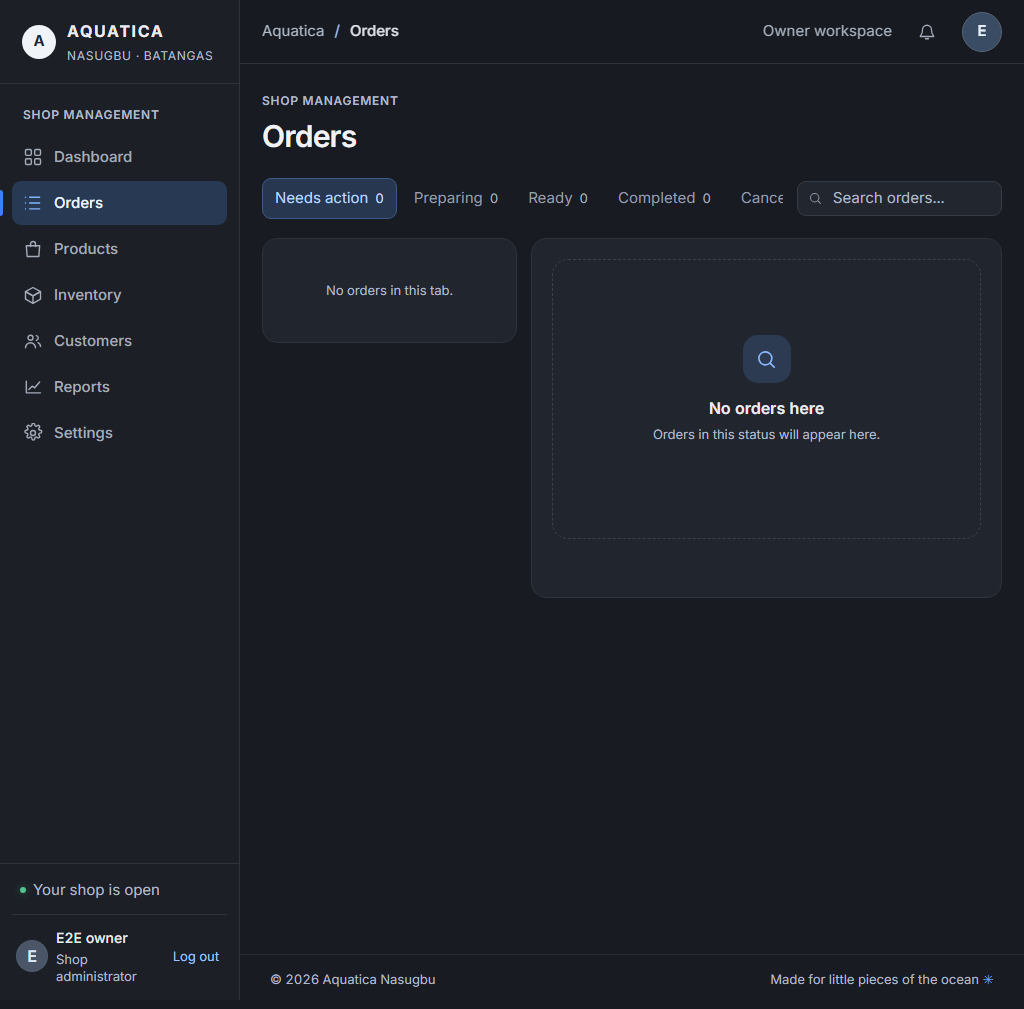 A
AQUATICA
NASUGBU · BATANGAS
SHOP MANAGEMENT
Dashboard
Orders
Products
Inventory
Customers
Reports
Settings
Your shop is open
E
E2E owner
Shop
administrator
Log out
Aquatica / Orders
Owner workspace
E
SHOP MANAGEMENT
Orders
Needs action 0
Preparing 0
Ready 0
Completed 0
Cance
Search orders...
No orders in this tab.
No orders here
Orders in this status will appear here.
© 2026 Aquatica Nasugbu
Made for little pieces of the ocean ✳